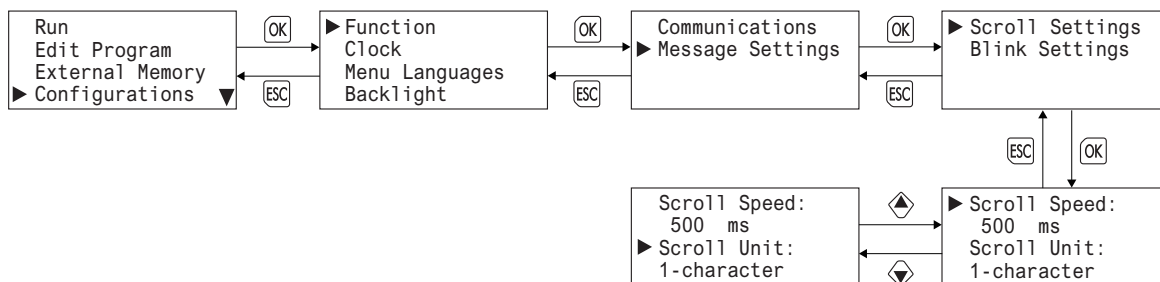 Run
Edit Program
External Memory
▶ Configurations ▼
OK
ESC
▶ Function
Clock
Menu Languages
Backlight
OK
ESC
Communications
▶ Message Settings
OK
ESC
▶ Scroll Settings
Blink Settings
ESC
OK
Scroll Speed:
500 ms
▶ Scroll Unit:
1-character
▶ Scroll Speed:
500 ms
Scroll Unit:
1-character